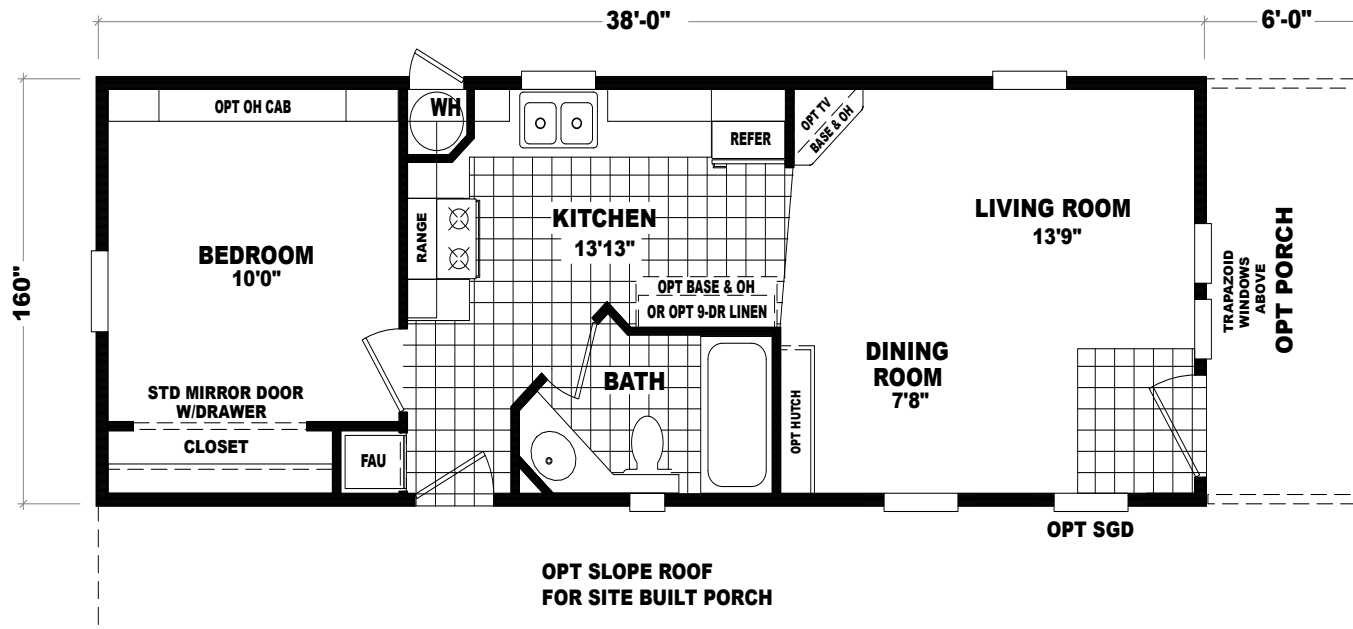 38'-0"
6'-0"
160"
OPT OH CAB
WH
REFER
OPT TV
BASE & OH
RANGE
KITCHEN
13'13"
LIVING ROOM
13'9"
BEDROOM
10'0"
OPT BASE & OH
OR OPT 9-DR LINEN
TRAPAZOID
WINDOWS
ABOVE
OPT PORCH
DINING
ROOM
7'8"
BATH
STD MIRROR DOOR
W/DRAWER
CLOSET
FAU
OPT HUTCH
OPT SGD
OPT SLOPE ROOF
FOR SITE BUILT PORCH